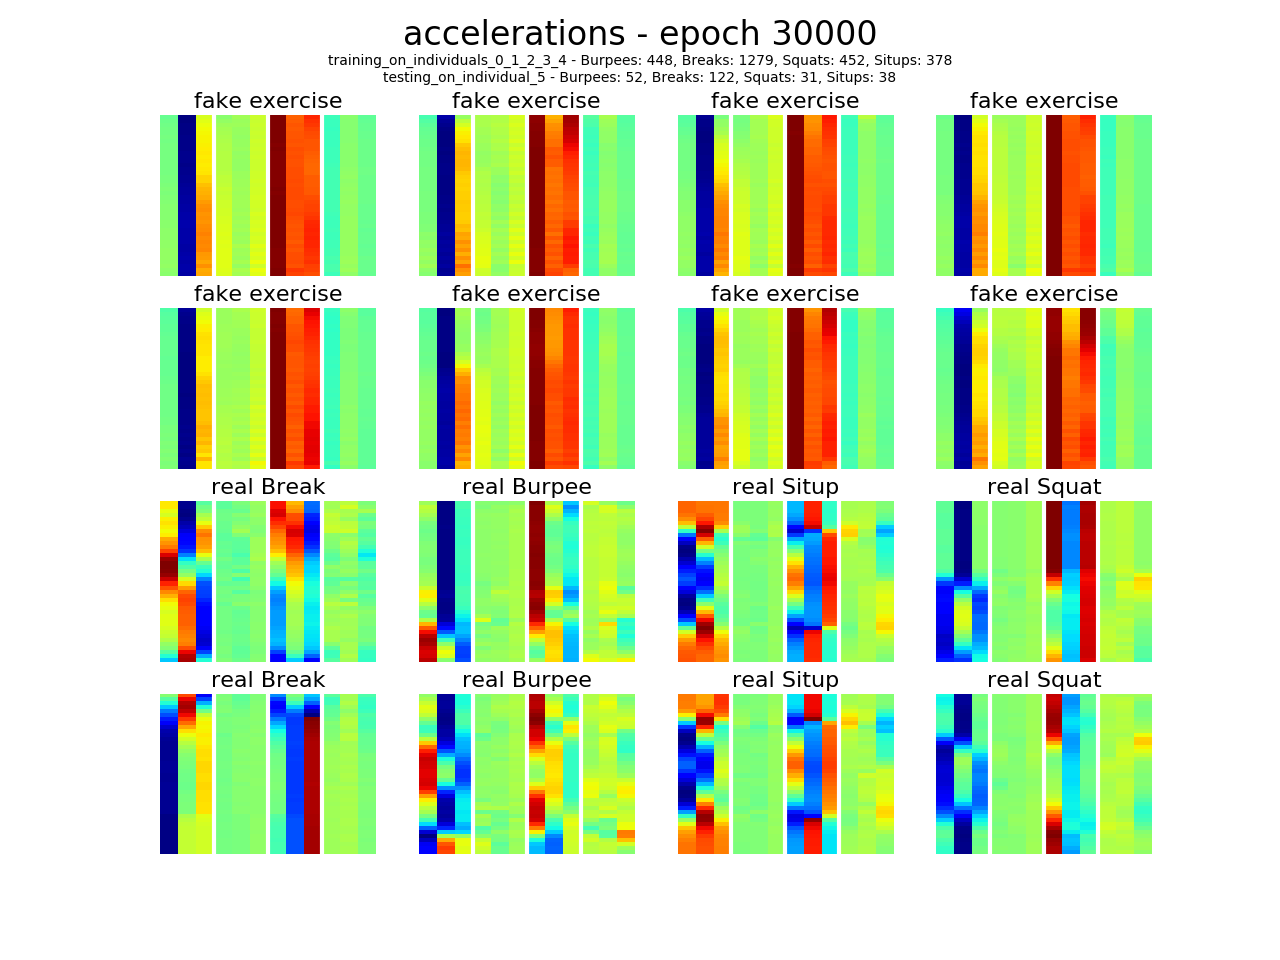 accelerations - epoch 30000
training_on_individuals_0_1_2_3_4 - Burpees: 448, Breaks: 1279, Squats: 452, Situps: 378
testing_on_individual_5 - Burpees: 52, Breaks: 122, Squats: 31, Situps: 38
fake exercise fake exercise fake exercise fake exercise
fake exercise fake exercise fake exercise fake exercise
real Break real Burpee real Situp real Squat
real Break real Burpee real Situp real Squat